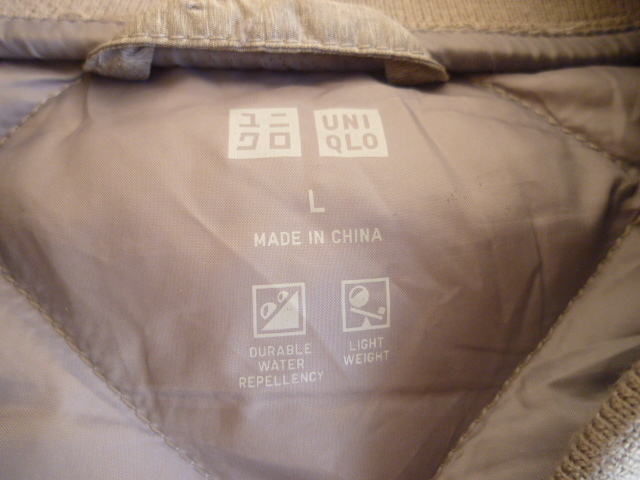 ユニ UNI
クロ QLO
L
MADE IN CHINA
DURABLE WATER REPELLENCY
LIGHT WEIGHT